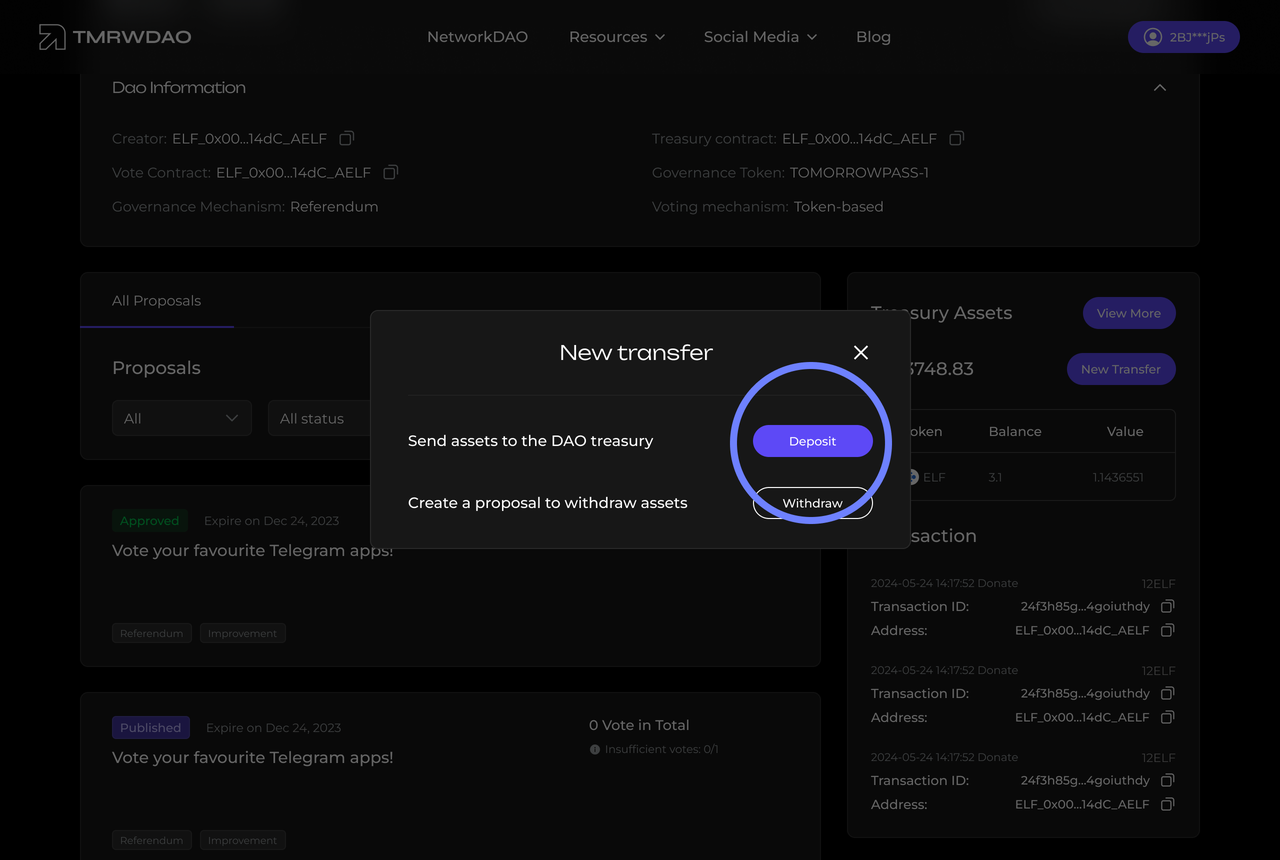 TMRWDAO
NetworkDAO
Resources
Social Media
Blog
2BJ***jPs
Dao Information
Creator: ELF_0x00...14dC_AELF
Treasury contract: ELF_0x00...14dC_AELF
Vote Contract: ELF_0x00...14dC_AELF
Governance Token: TOMORROWPASS-1
Governance Mechanism: Referendum
Voting mechanism: Token-based
All Proposals
Proposals
All
All status
New transfer
Send assets to the DAO treasury
Deposit
Create a proposal to withdraw assets
Withdraw
Approved
Expire on Dec 24, 2023
Vote your favourite Telegram apps!
Referendum
Improvement
Published
Expire on Dec 24, 2023
0 Vote in Total
Insufficient votes: 0/1
Vote your favourite Telegram apps!
Referendum
Improvement
Assets
View More
3748.83
New Transfer
Balance
Value
ELF
3.1
1.1436551
2024-05-24 14:17:52 Donate
12ELF
Transaction ID: 24f3h85g...4goiuthdy
Address: ELF_0x00...14dC_AELF
2024-05-24 14:17:52 Donate
12ELF
Transaction ID: 24f3h85g...4goiuthdy
Address: ELF_0x00...14dC_AELF
2024-05-24 14:17:52 Donate
12ELF
Transaction ID: 24f3h85g...4goiuthdy
Address: ELF_0x00...14dC_AELF